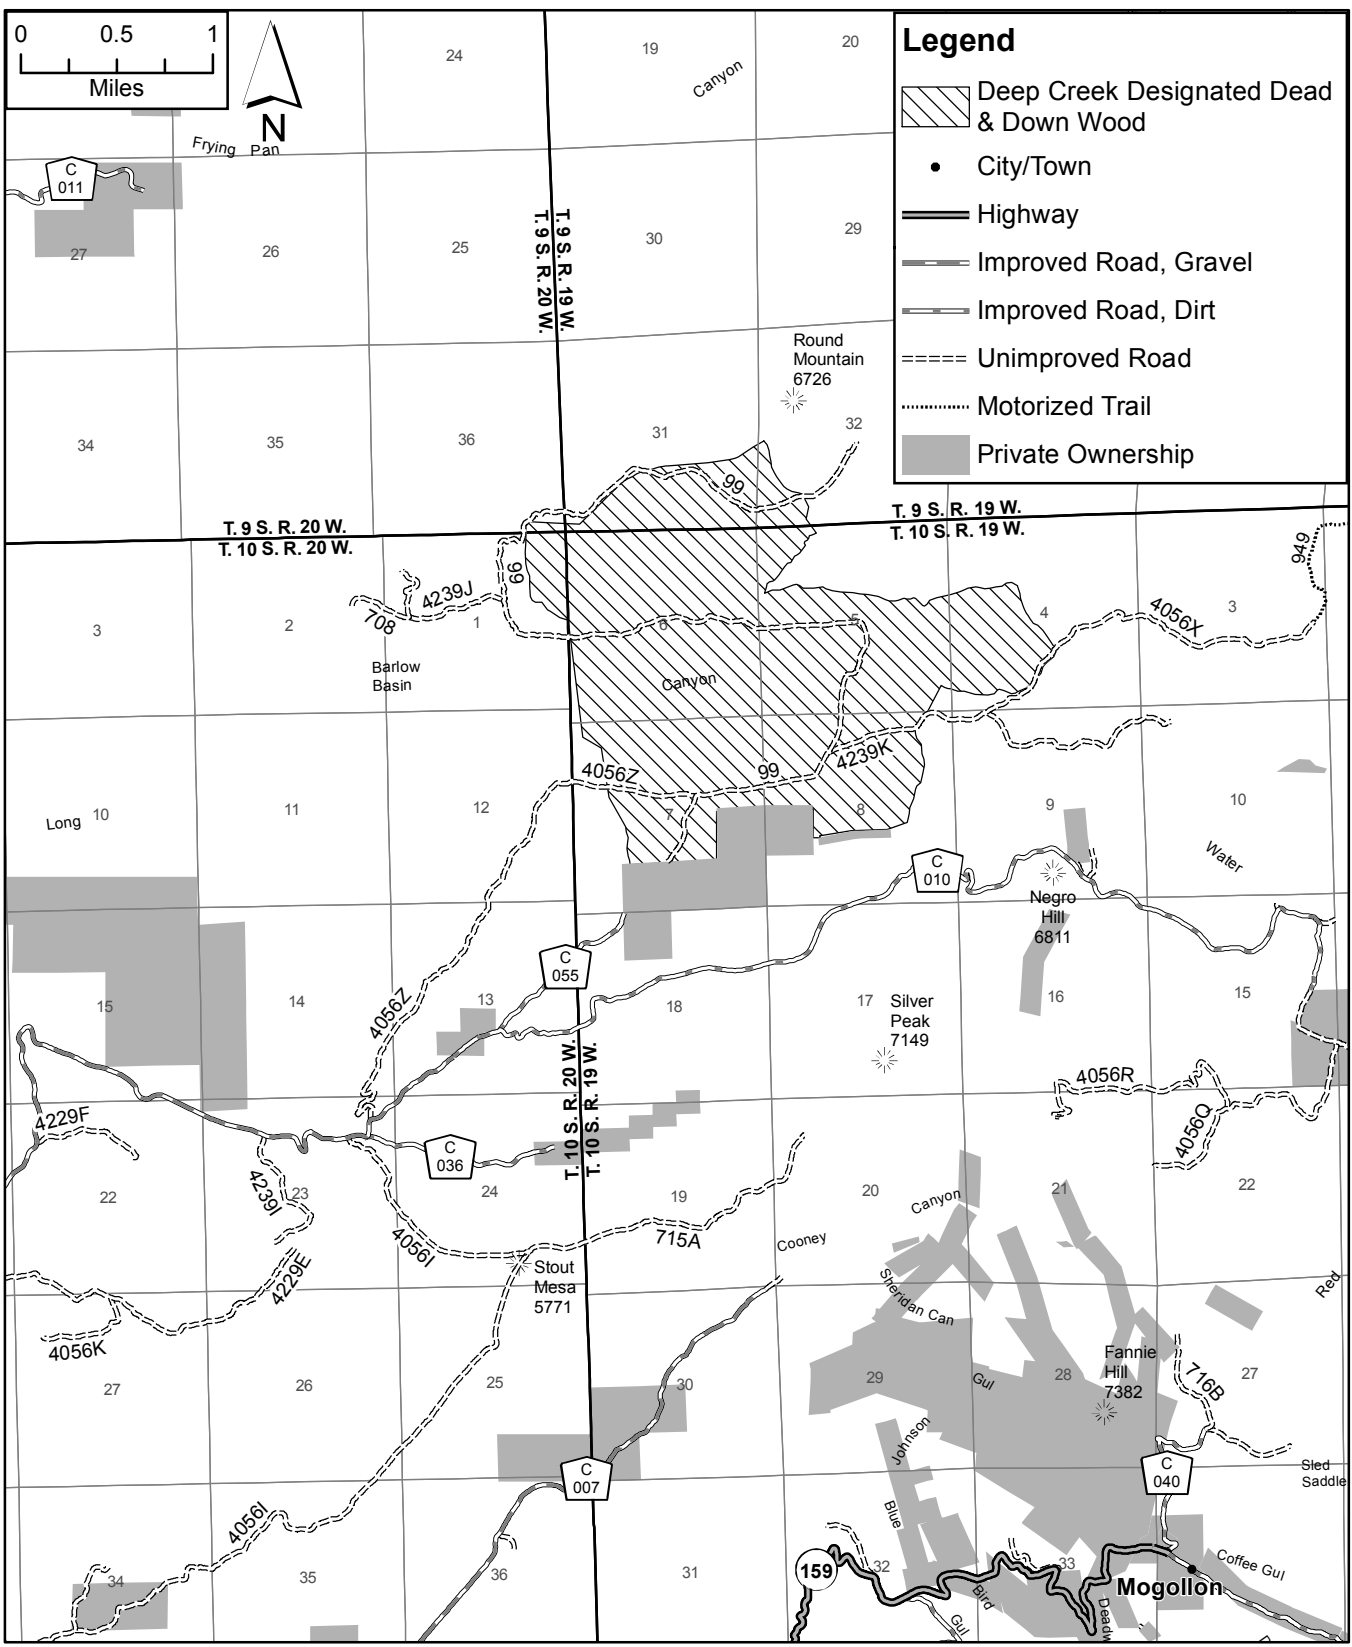 0 0.5 1
Miles
N
Legend
Deep Creek Designated Dead
& Down Wood
City/Town
Highway
Improved Road, Gravel
Improved Road, Dirt
Unimproved Road
Motorized Trail
Private Ownership
24
19
20
Canyon
Frying Pan
C
011
27
26
25
30
29
T. 9 S. R. 20 W.
T. 9 S. R. 19 W.
Round
Mountain
6726
34
35
36
31
32
99
T. 9 S. R. 20 W.
T. 10 S. R. 20 W.
T. 9 S. R. 19 W.
T. 10 S. R. 19 W.
949
99
4239J
708
3
2
1
6
5
4
4056X
3
Barlow
Basin
Canyon
4239K
4056Z
99
Long
10
11
12
7
8
9
10
C
010
Water
Negro
Hill
6811
C
055
15
14
4056Z
13
18
17
Silver
Peak
7149
16
15
T. 10 S. R. 20 W.
T. 10 S. R. 19 W.
4056R
4056Q
4229F
C
036
22
4239I
23
24
19
20
21
22
Canyon
4056I
715A
Cooney
4229E
Stout
Mesa
5771
Sheridan Can
Red
4056K
27
26
25
30
29
Gul
28
Fannie
Hill
7382
716B
27
Johnson
Sled
Saddle
C
007
C
040
4056I
Blue
34
35
36
31
159
32
33
Coffee Gul
Mogollon
Bird
Gul
Deadw